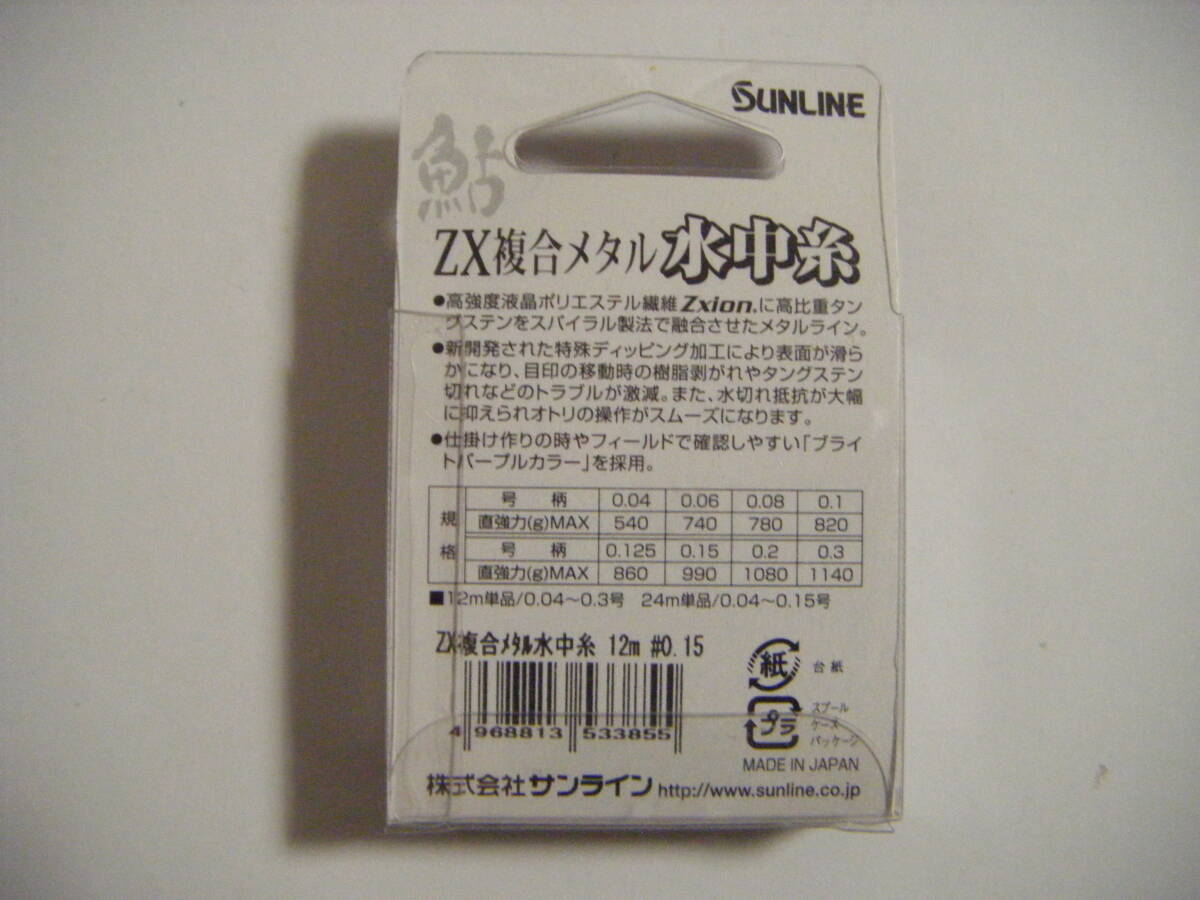 SUNLINE
鮎
ZX複合メタル水中糸
●高強度液晶ポリエステル繊維Zxion®に高比重タン
グステンをスパイラル製法で融合させたメタルライン。
●新開発された特殊ディッピング加工により表面が滑ら
かになり、目印の移動時の樹脂剥がれやタングステン
切れなどのトラブルが激減。また、水切れ抵抗が大幅
に抑えられオトリの操作がスムーズになります。
●仕掛け作りの時やフィールドで確認しやすい「ブライ
トパープルカラー」を採用。
規格
号 柄 0.04 0.06 0.08 0.1
直強力(g)MAX 540 740 780 820
号 柄 0.125 0.15 0.2 0.3
直強力(g)MAX 860 990 1080 1140
■12m単品/0.04～0.3号 24m単品/0.04～0.15号
ZX複合ﾒﾀﾙ水中糸 12m #0.15
紙 台紙
プラ スプール
ケース
パッケージ
4 968813 533855
MADE IN JAPAN
株式会社サンライン http://www.sunline.co.jp